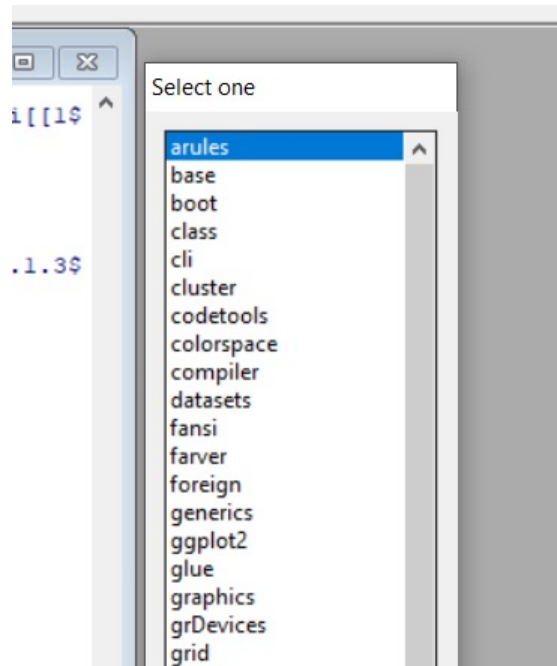 Select one
i[[1$
.1.3$
arules
base
boot
class
cli
cluster
codetools
colorspace
compiler
datasets
fansi
farver
foreign
generics
ggplot2
glue
graphics
grDevices
grid